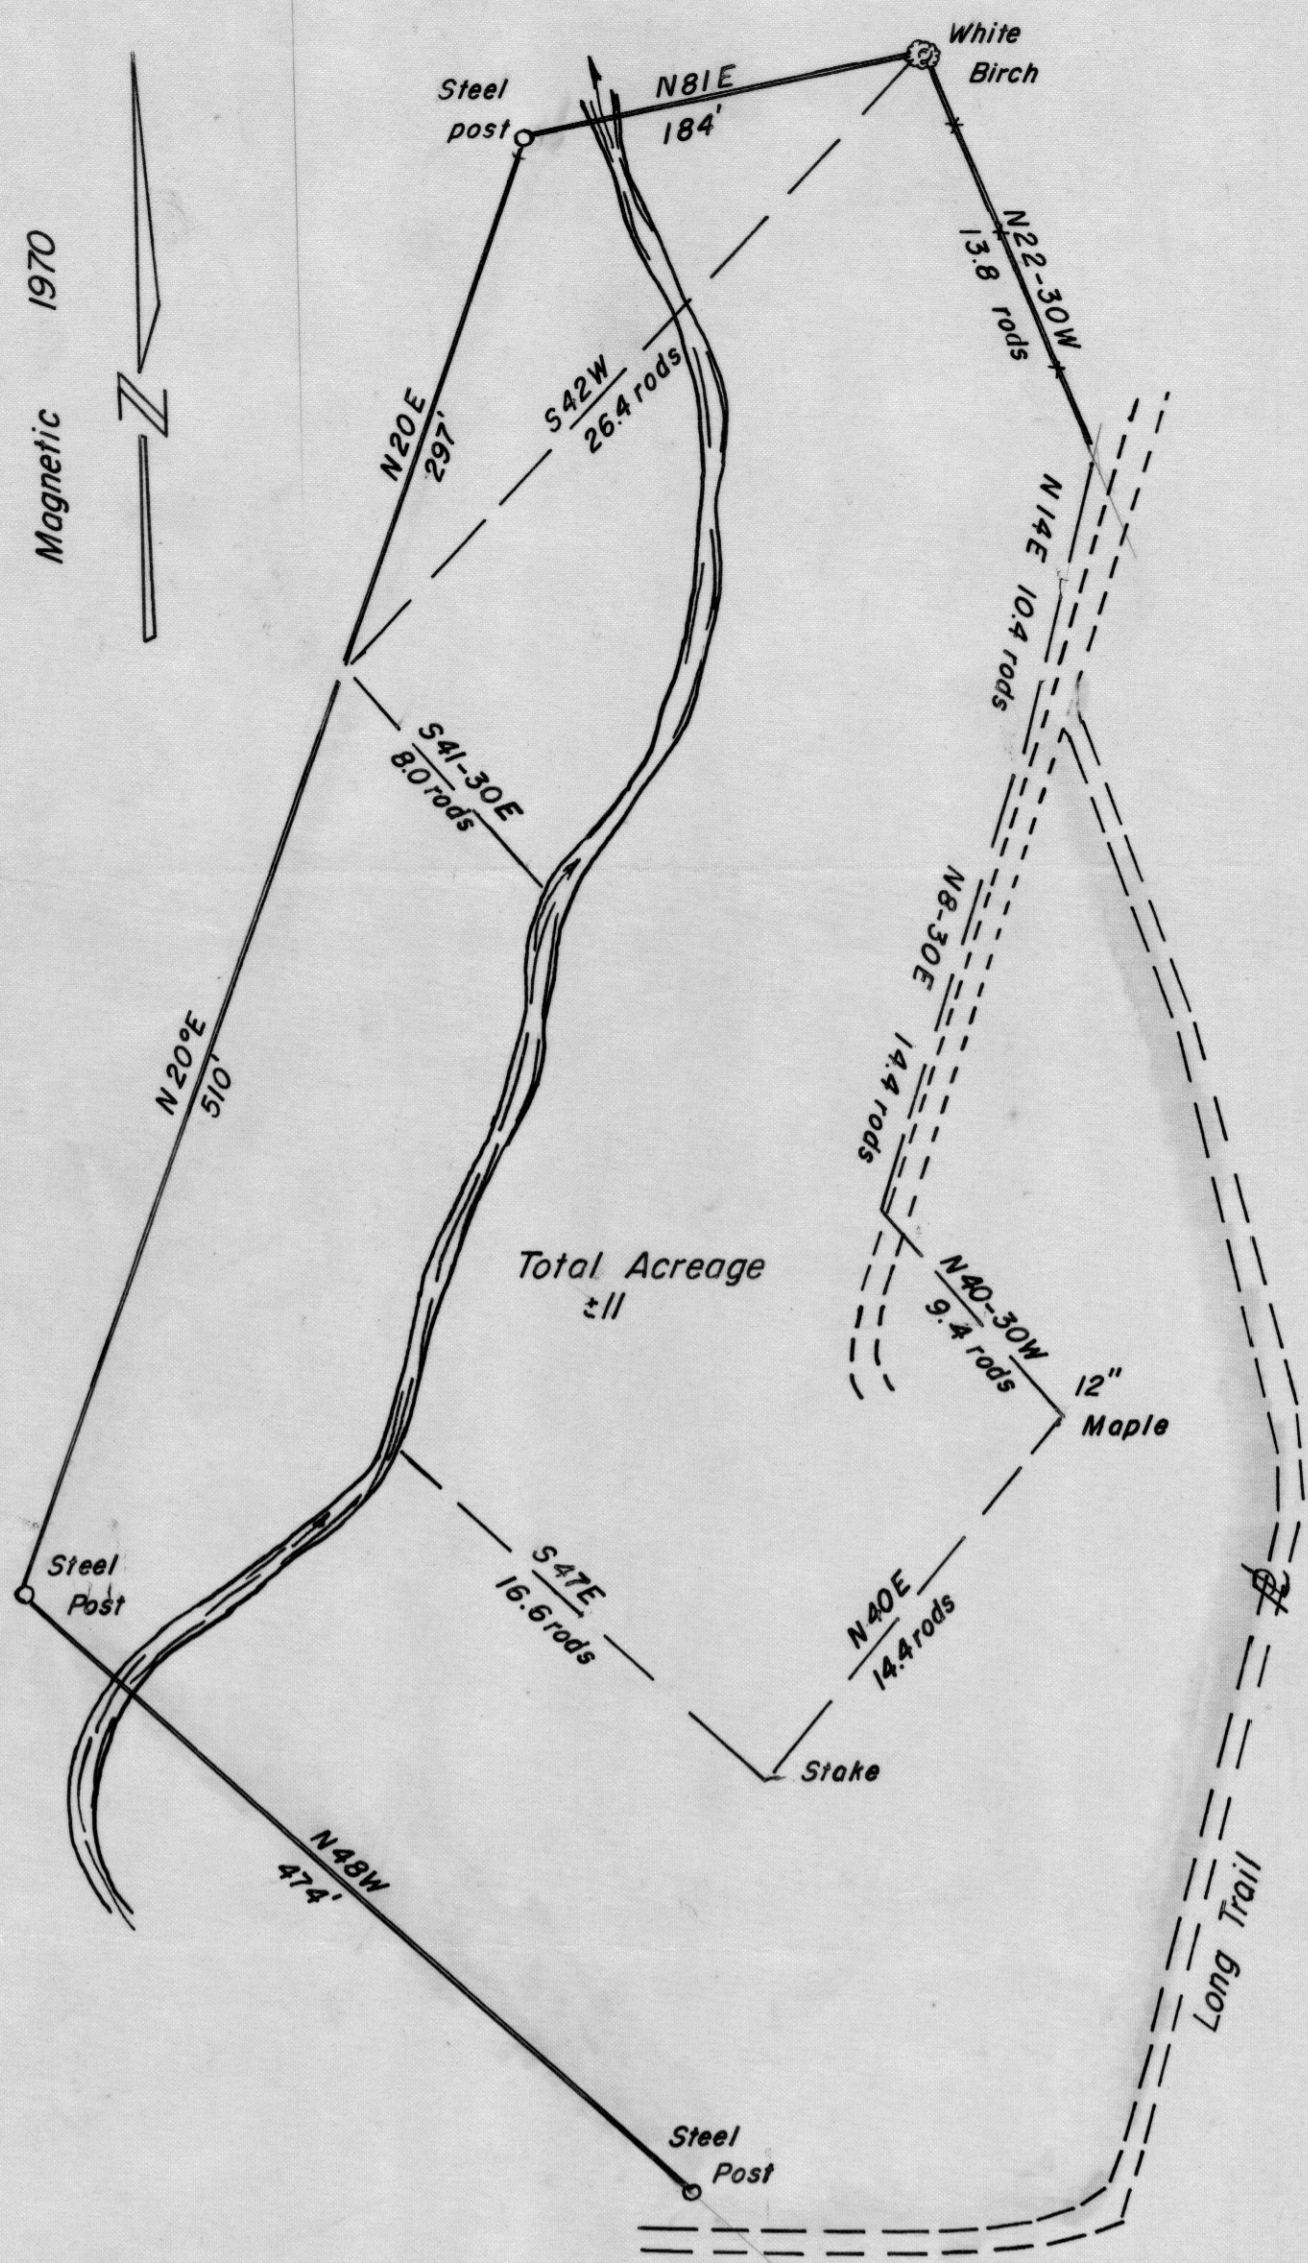 White
Birch
Steel
post
N81E
184'
Magnetic 1970
N
N22-30W
13.8 rods
S42W
26.4 rods
N20E
297'
N14E 10.4 rods
S41-30E
8.0 rods
N8-30E 14.4 rods
N20°E
510'
Total Acreage
±11
N40-30W
9.4 rods
12"
Maple
Steel
Post
S47E
16.6 rods
N40E
14.4 rods
Stake
N48W
474'
Long Trail
Steel
Post